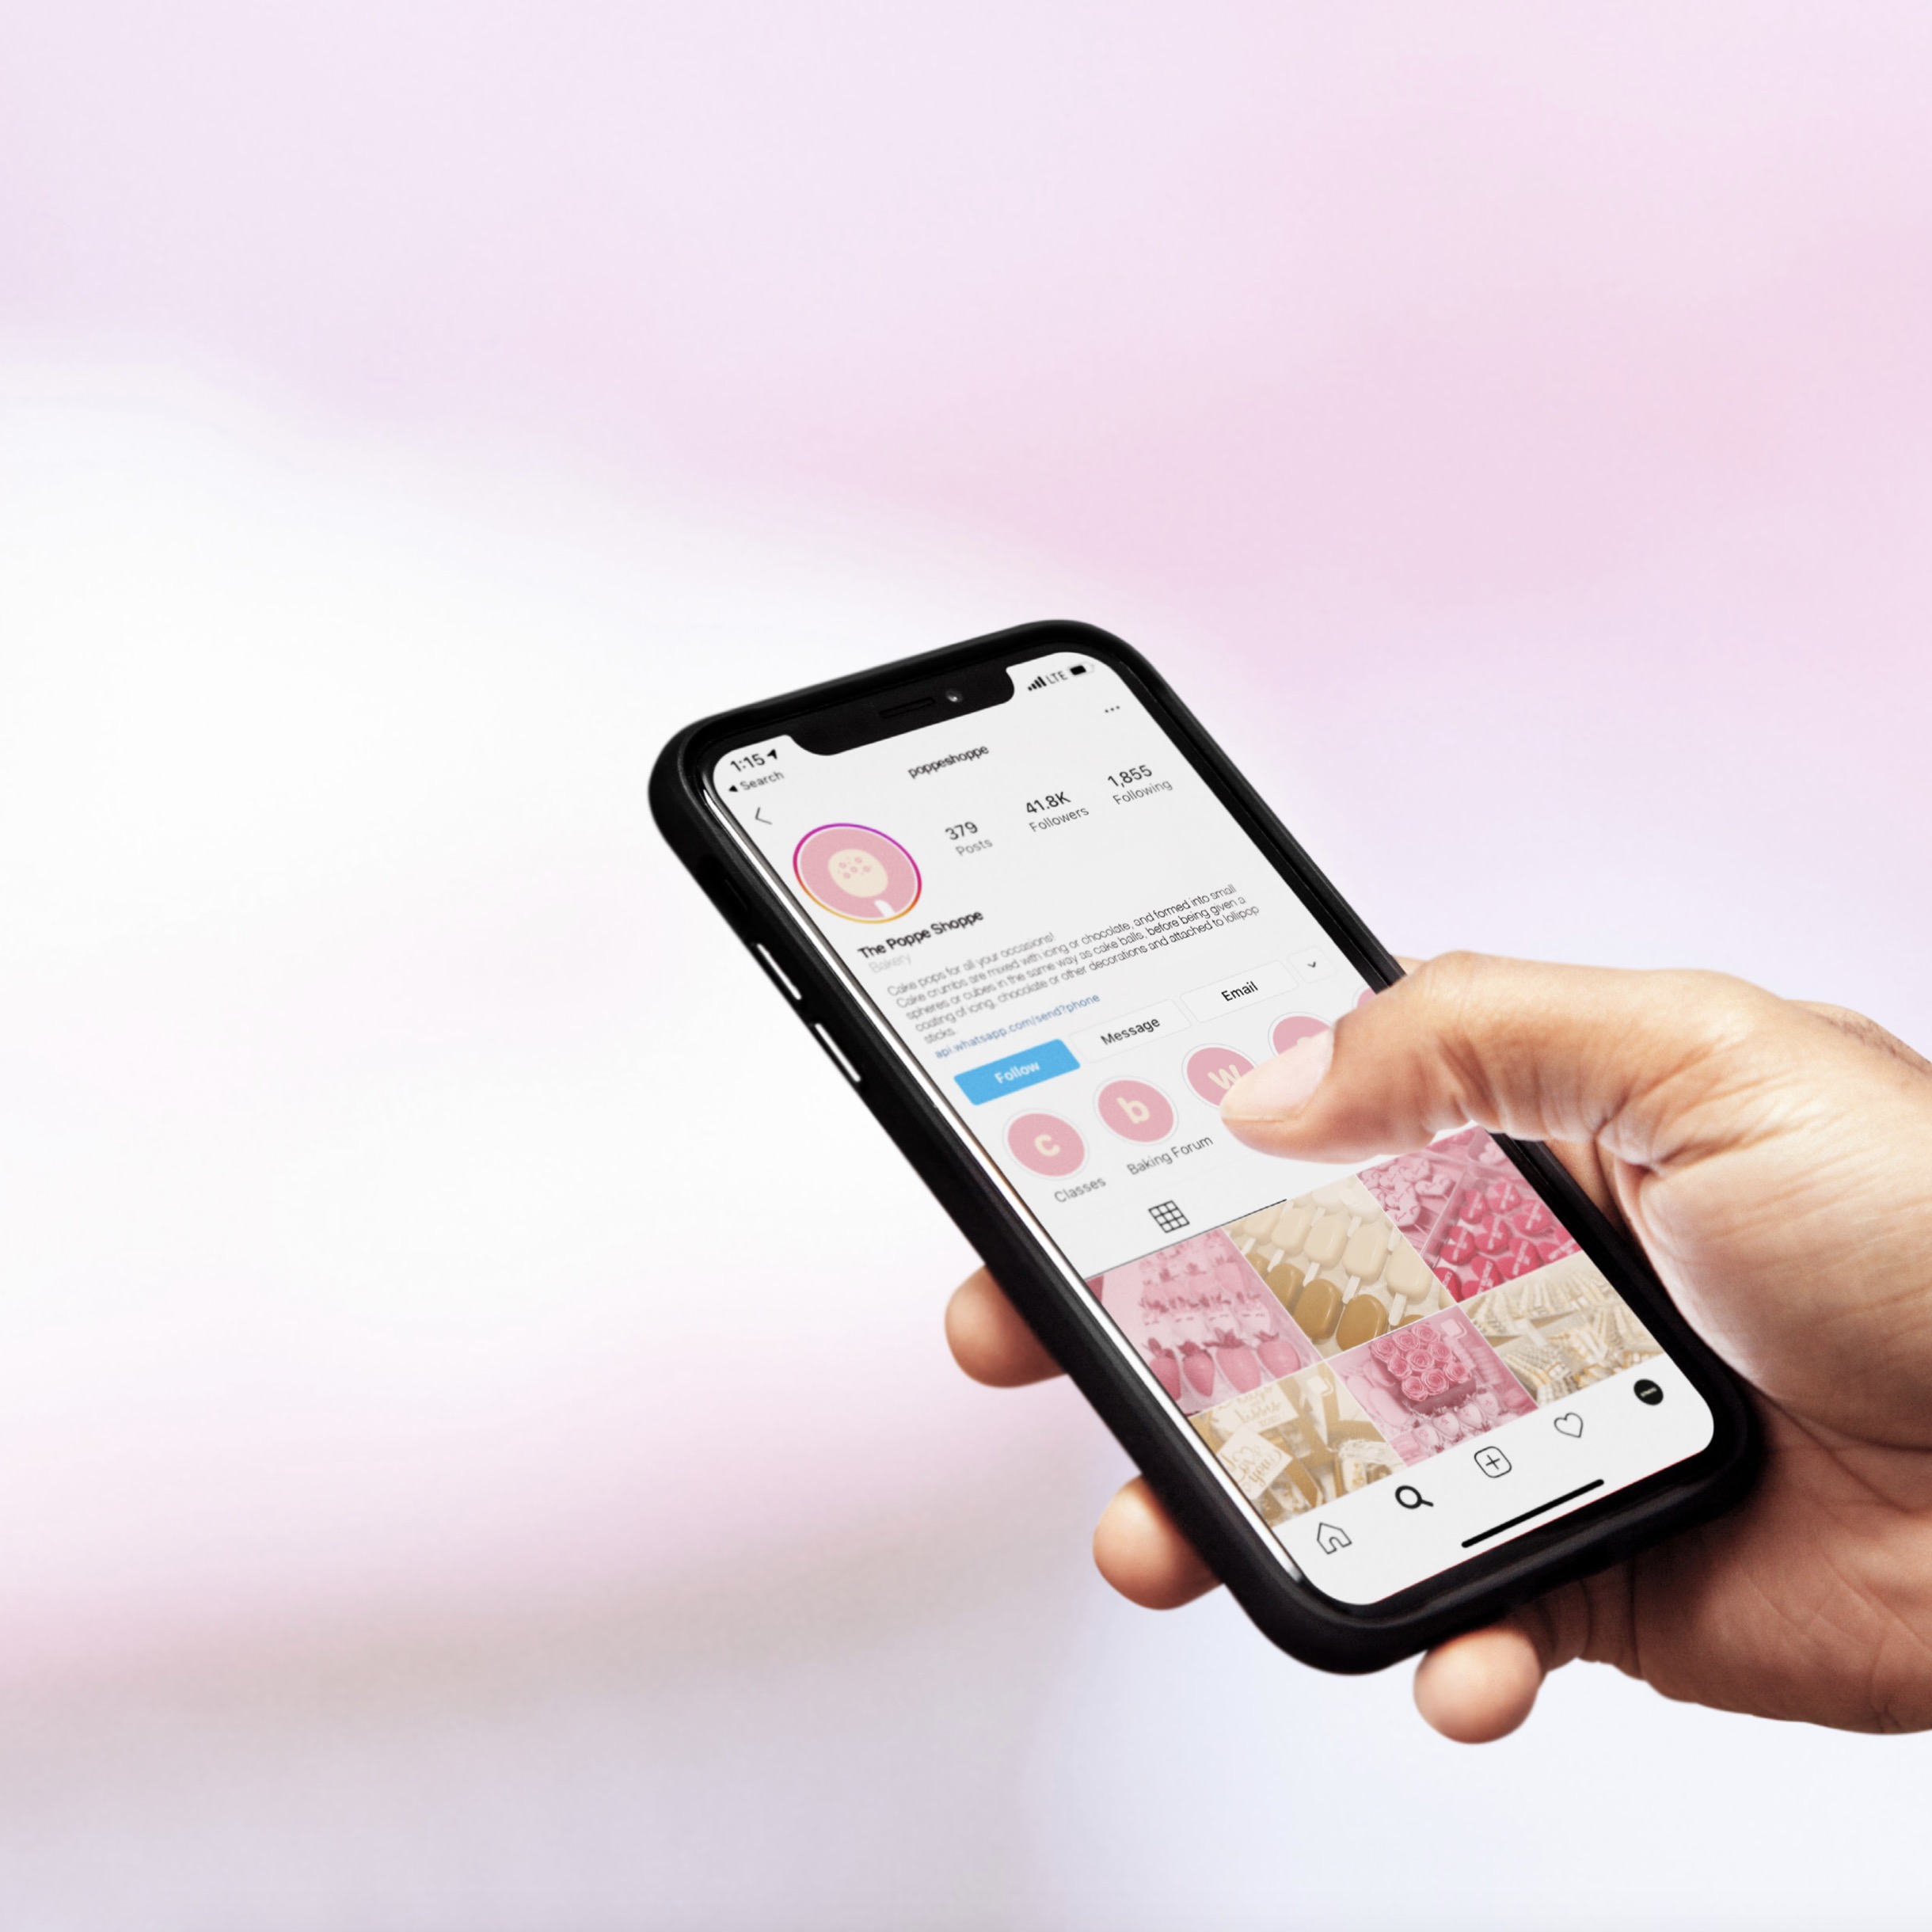 1:15
LTE
Search
poppeshoppe
379
Posts
41.8K
Followers
1,855
Following
The Poppe Shoppe
Bakery
Cake pops for all your occasions!
Cake crumbs are mixed with icing or chocolate, and formed into small
spheres or cubes in the same way as cake balls, before being given a
coating of icing, chocolate or other decorations and attached to lollipop
sticks.
api.whatsapp.com/send?phone
Follow
Message
Email
c
b
w
Classes
Baking Forum
you